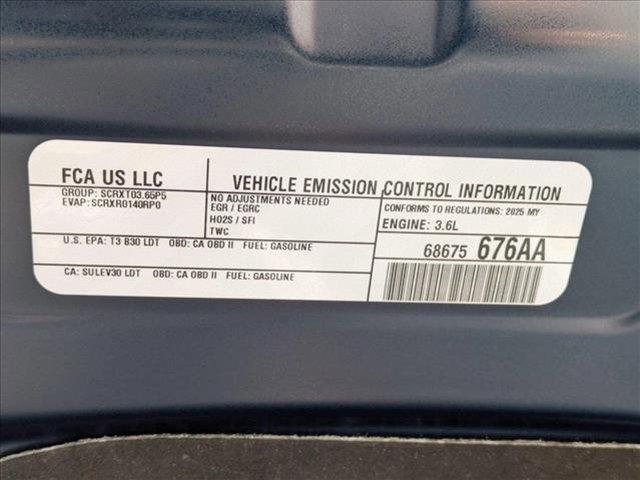 FCA US LLC
GROUP: SCRXT03.65P5
EVAP: SCRXR0140RP0
VEHICLE EMISSION CONTROL INFORMATION
NO ADJUSTMENTS NEEDED
EGR / EGRC
HO2S / SFI
TWC
CONFORMS TO REGULATIONS: 2025 MY
ENGINE: 3.6L
U.S. EPA: T3 B30 LDT OBD: CA OBD II FUEL: GASOLINE
68675 676AA
CA: SULEV30 LDT OBD: CA OBD II FUEL: GASOLINE